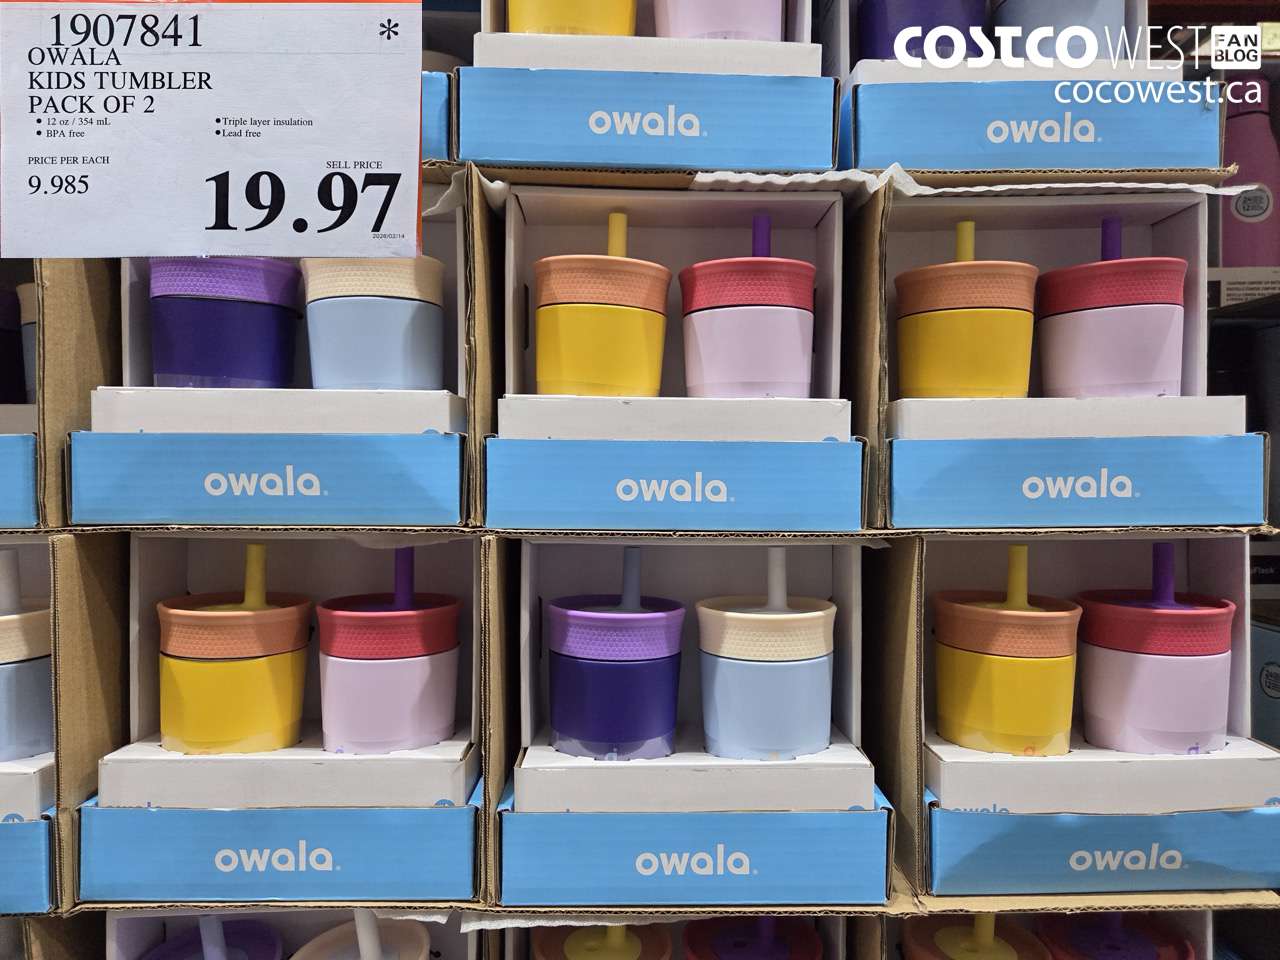 1907841 *
OWALA
KIDS TUMBLER
PACK OF 2
• 12 oz / 354 mL
• BPA free
• Triple layer insulation
• Lead free
PRICE PER EACH
9.985
SELL PRICE
19.97
2026/02/14
COSTCO WEST FAN BLOG
cocowest.ca
owala
owala
owala
owala
owala
owala
owala
owala